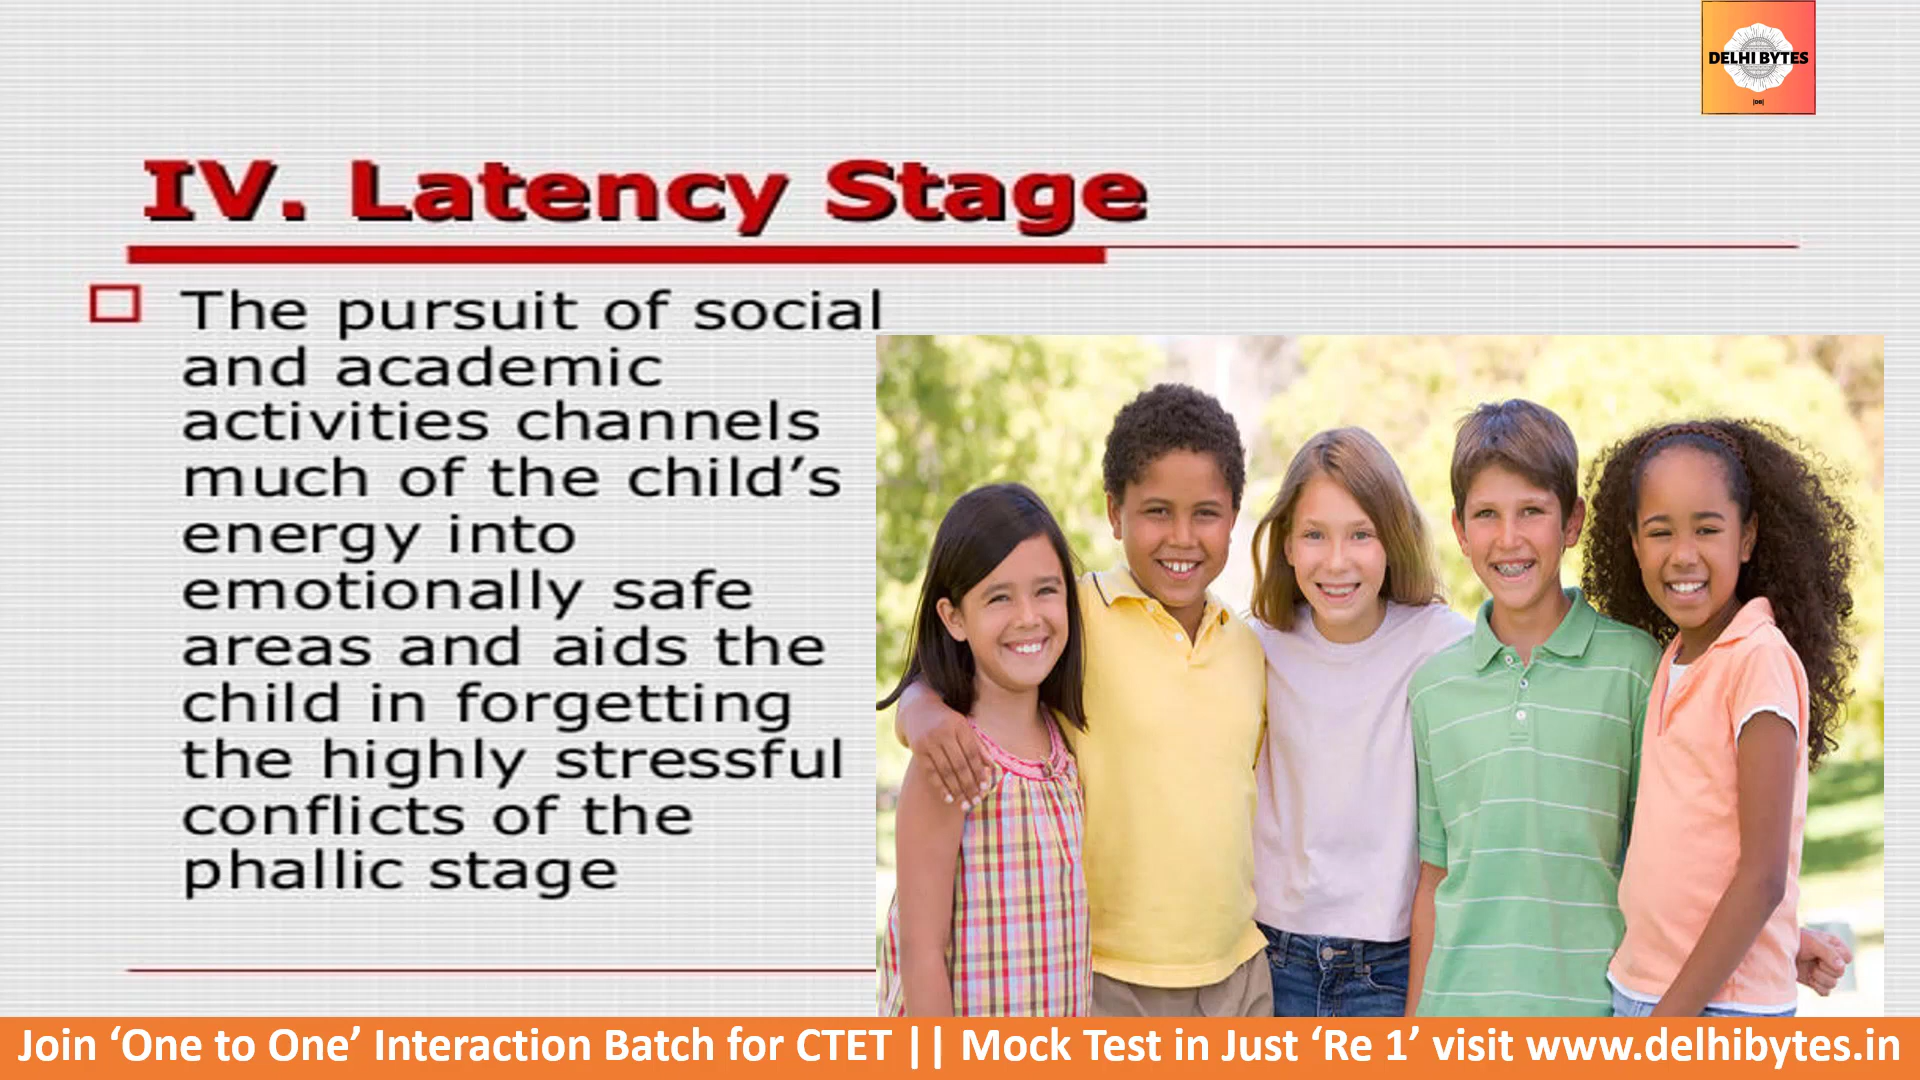 DELHI BYTES
|DB|
IV. Latency Stage
The pursuit of social
and academic
activities channels
much of the child’s
energy into
emotionally safe
areas and aids the
child in forgetting
the highly stressful
conflicts of the
phallic stage
Join ‘One to One’ Interaction Batch for CTET || Mock Test in Just ‘Re 1’ visit www.delhibytes.in